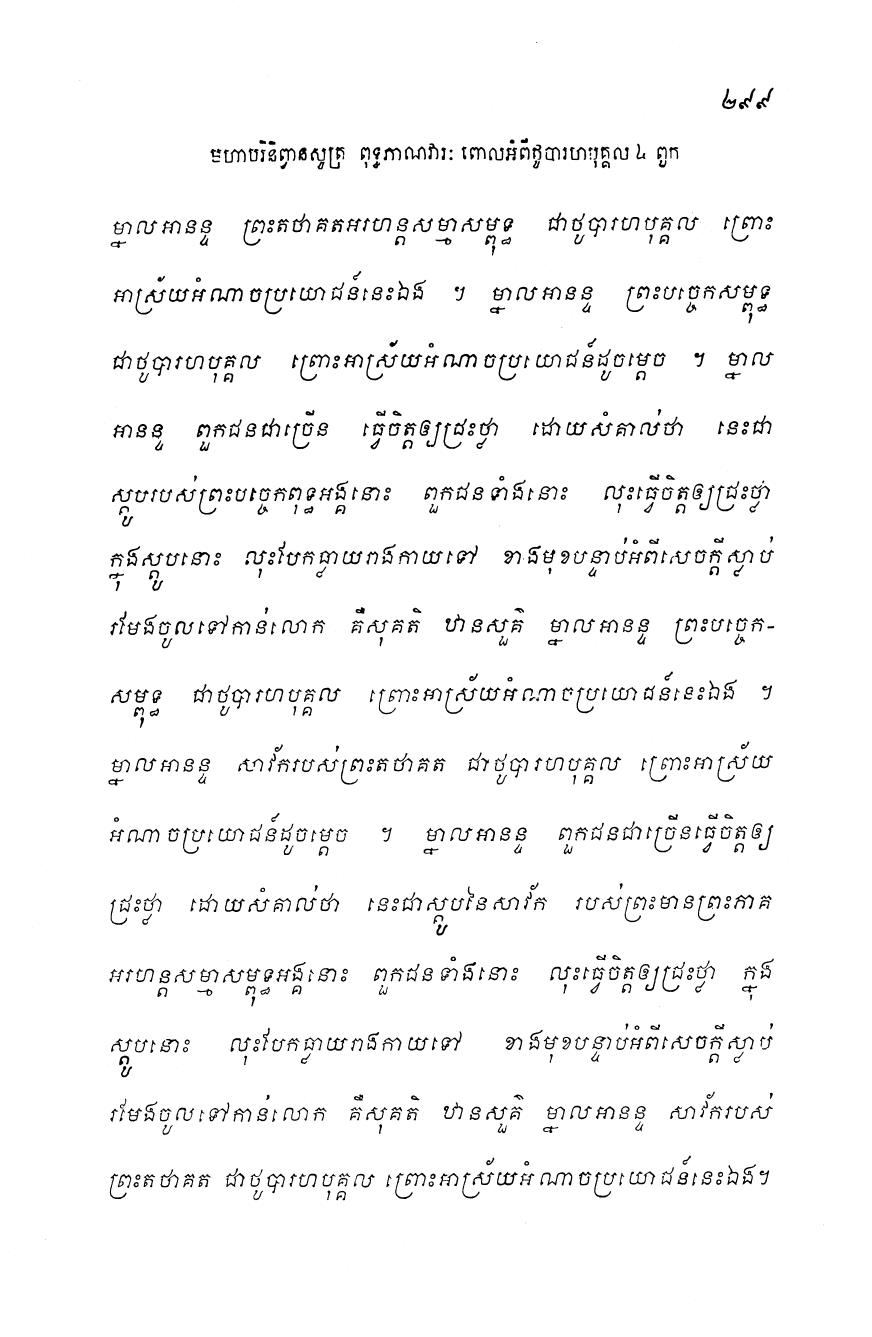 ២៩៩
មហាបរិនិព្វានសូត្រ ពុទ្ធភាណវារៈ ពោលអំពីថូបារហបុគ្គល ៤ ពួក
ម្នាលអានន្ទ ព្រះតថាគតអរហន្តសម្មាសម្ពុទ្ធ ជាថូបារហបុគ្គល ព្រោះ
អាស្រ័យអំណាចប្រយោជន៍នេះឯង ។ ម្នាលអានន្ទ ព្រះបច្ចេកសម្ពុទ្ធ
ជាថូបារហបុគ្គល ព្រោះអាស្រ័យអំណាចប្រយោជន៍ដូចម្តេច ។ ម្នាល
អានន្ទ ពួកជនជាច្រើន ធ្វើចិត្តឲ្យជ្រះថ្លា ដោយសំគាល់ថា នេះជា
ស្តូបរបស់ព្រះបច្ចេកពុទ្ធអង្គនោះ ពួកជនទាំងនោះ លុះធ្វើចិត្តឲ្យជ្រះថ្លា
ក្នុងស្តូបនោះ លុះបែកធ្លាយរាងកាយទៅ ខាងមុខបន្ទាប់អំពីសេចក្តីស្លាប់
រមែងចូលទៅកាន់លោក គឺសុគតិ ឋានសួគ៌ ម្នាលអានន្ទ ព្រះបច្ចេក-
សម្ពុទ្ធ ជាថូបារហបុគ្គល ព្រោះអាស្រ័យអំណាចប្រយោជន៍នេះឯង ។
ម្នាលអានន្ទ សាវ័ករបស់ព្រះតថាគត ជាថូបារហបុគ្គល ព្រោះអាស្រ័យ
អំណាចប្រយោជន៍ដូចម្តេច ។ ម្នាលអានន្ទ ពួកជនជាច្រើនធ្វើចិត្តឲ្យ
ជ្រះថ្លា ដោយសំគាល់ថា នេះជាស្តូបនៃសាវ័ក របស់ព្រះមានព្រះភាគ
អរហន្តសម្មាសម្ពុទ្ធអង្គនោះ ពួកជនទាំងនោះ លុះធ្វើចិត្តឲ្យជ្រះថ្លា ក្នុង
ស្តូបនោះ លុះបែកធ្លាយរាងកាយទៅ ខាងមុខបន្ទាប់អំពីសេចក្តីស្លាប់
រមែងចូលទៅកាន់លោក គឺសុគតិ ឋានសួគ៌ ម្នាលអានន្ទ សាវ័ករបស់
ព្រះតថាគត ជាថូបារហបុគ្គល ព្រោះអាស្រ័យអំណាចប្រយោជន៍នេះឯង។